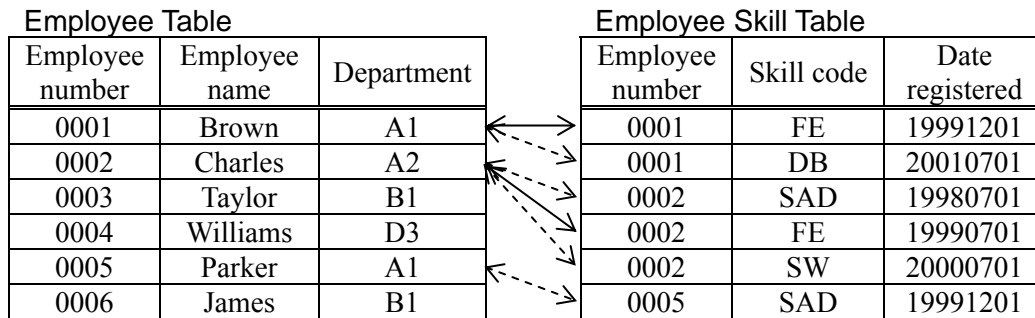 Employee Table
Employee number Employee name Department
0001 Brown A1
0002 Charles A2
0003 Taylor B1
0004 Williams D3
0005 Parker A1
0006 James B1
Employee Skill Table
Employee number Skill code Date registered
0001 FE 19991201
0001 DB 20010701
0002 SAD 19980701
0002 FE 19990701
0002 SW 20000701
0005 SAD 19991201